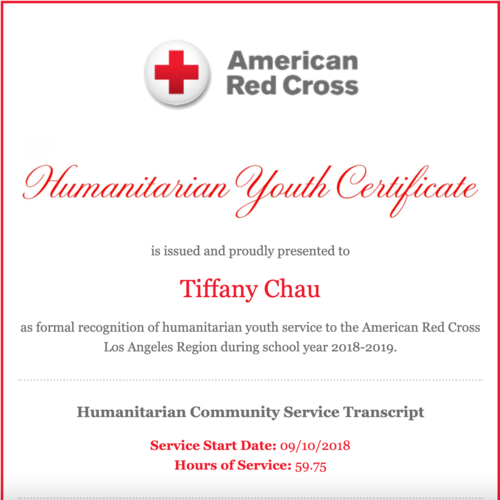 American
Red Cross
Humanitarian Youth Certificate
is issued and proudly presented to
Tiffany Chau
as formal recognition of humanitarian youth service to the American Red Cross
Los Angeles Region during school year 2018-2019.
Humanitarian Community Service Transcript
Service Start Date: 09/10/2018
Hours of Service: 59.75